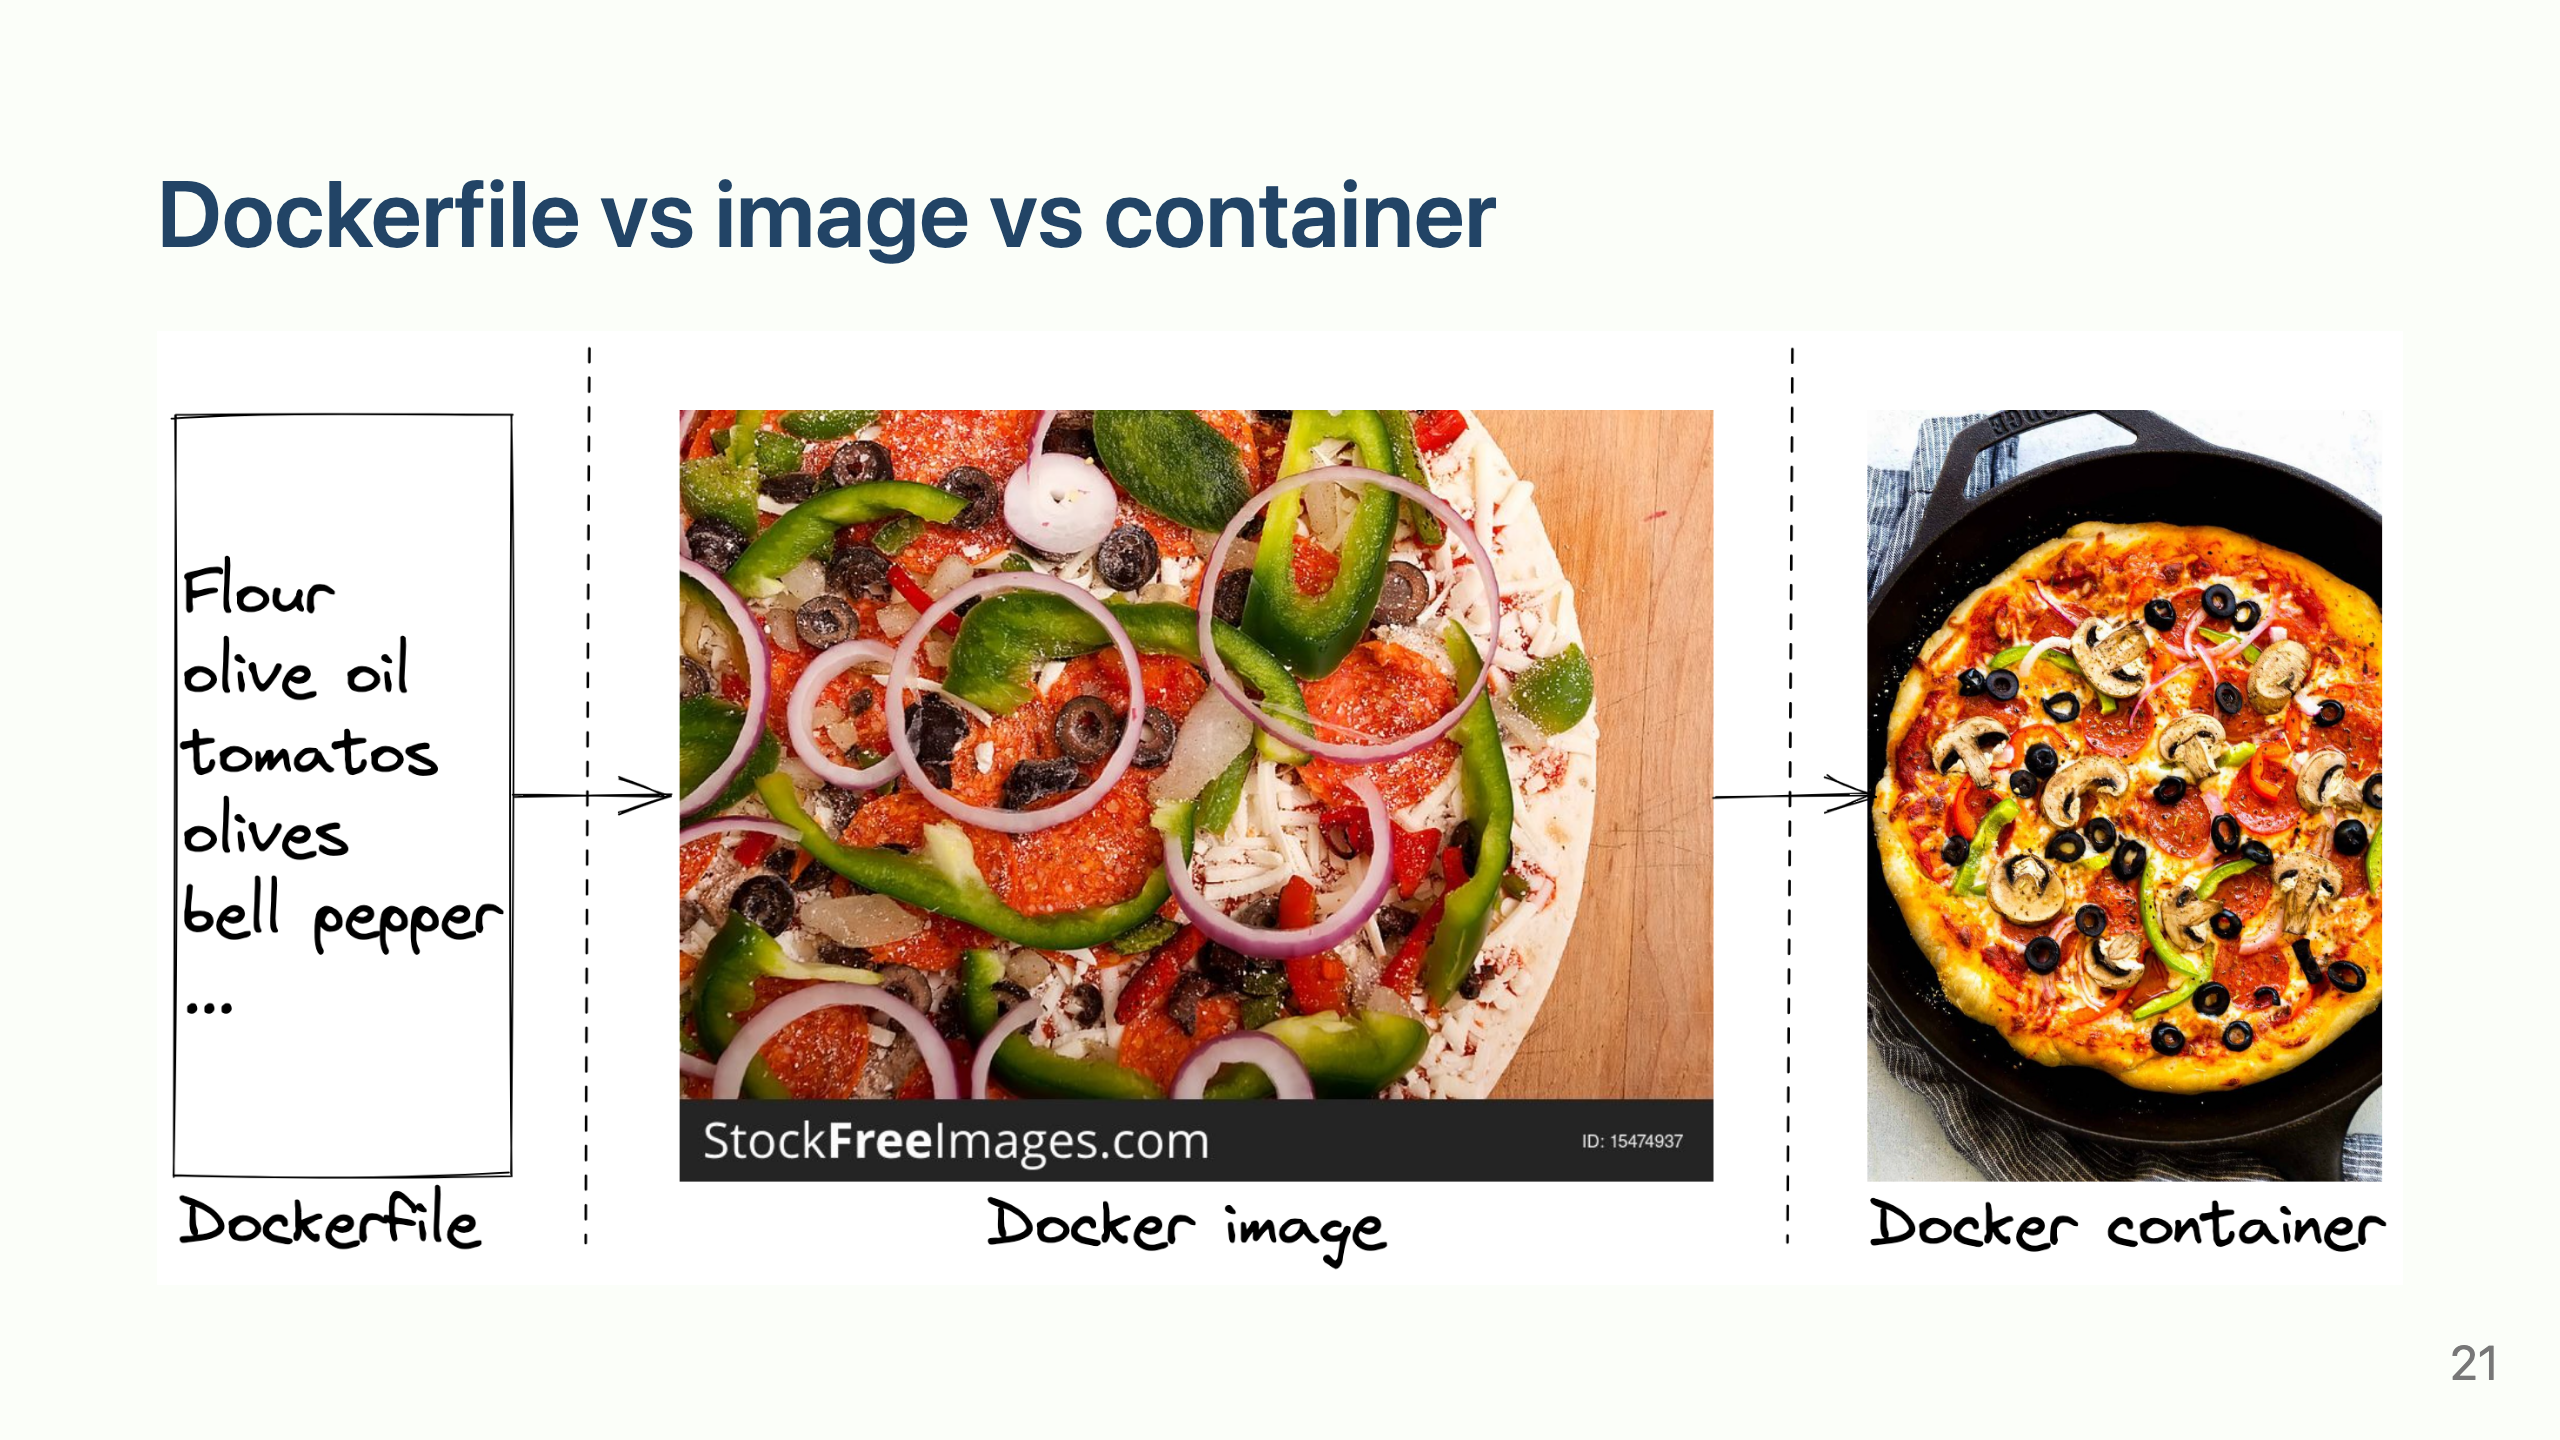 Dockerfile vs image vs container
Flour
olive oil
tomatos
olives
bell pepper
...
StockFreeImages.com
ID: 15474937
Dockerfile
Docker image
Docker container
21